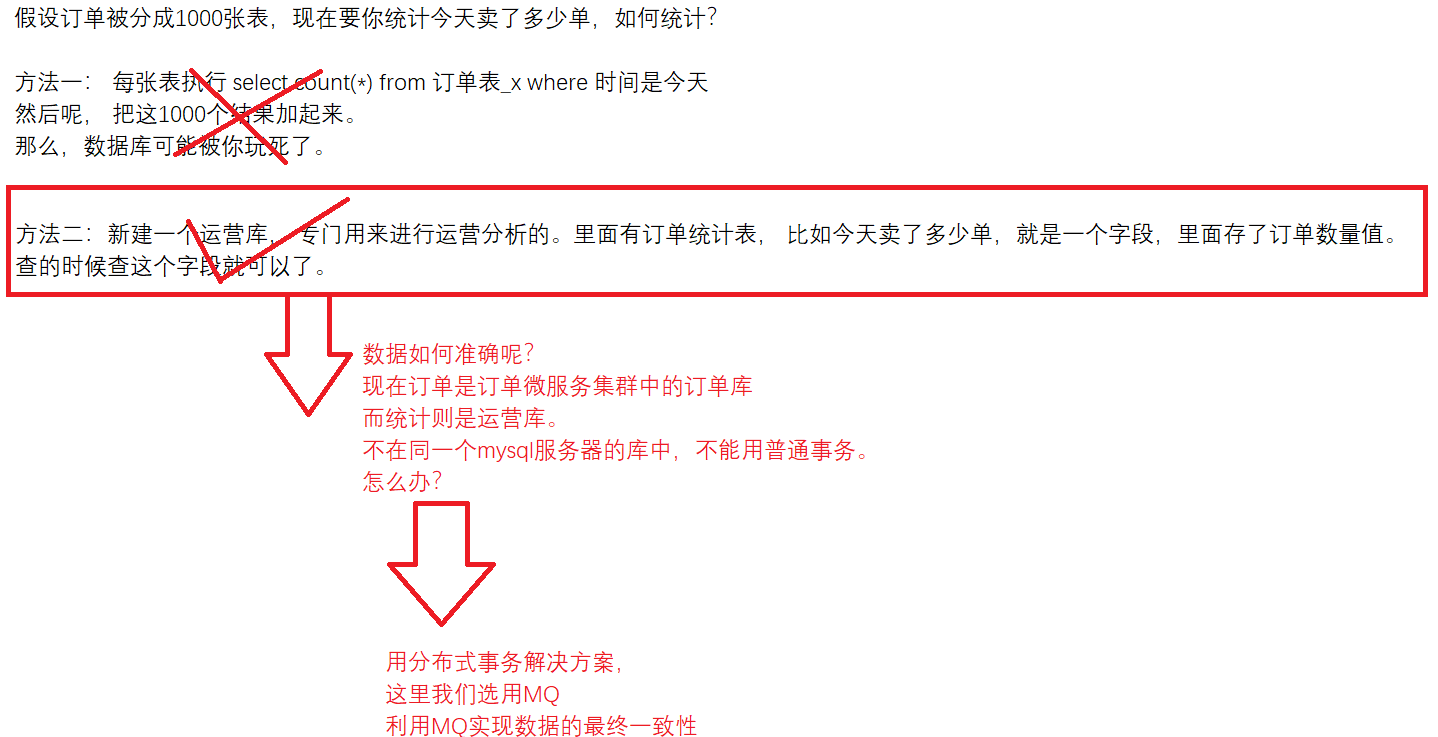 假设订单被分成1000张表，现在要你统计今天卖了多少单，如何统计？
方法一： 每张表执行 select count(*) from 订单表_x where 时间是今天
然后呢， 把这1000个结果加起来。
那么，数据库可能被你玩死了。
方法二：新建一个运营库， 专门用来进行运营分析的。里面有订单统计表， 比如今天卖了多少单，就是一个字段，里面存了订单数量值。
查的时候查这个字段就可以了。
数据如何准确呢？
现在订单是订单微服务集群中的订单库
而统计则是运营库。
不在同一个mysql服务器的库中，不能用普通事务。
怎么办？
用分布式事务解决方案，
这里我们选用MQ
利用MQ实现数据的最终一致性